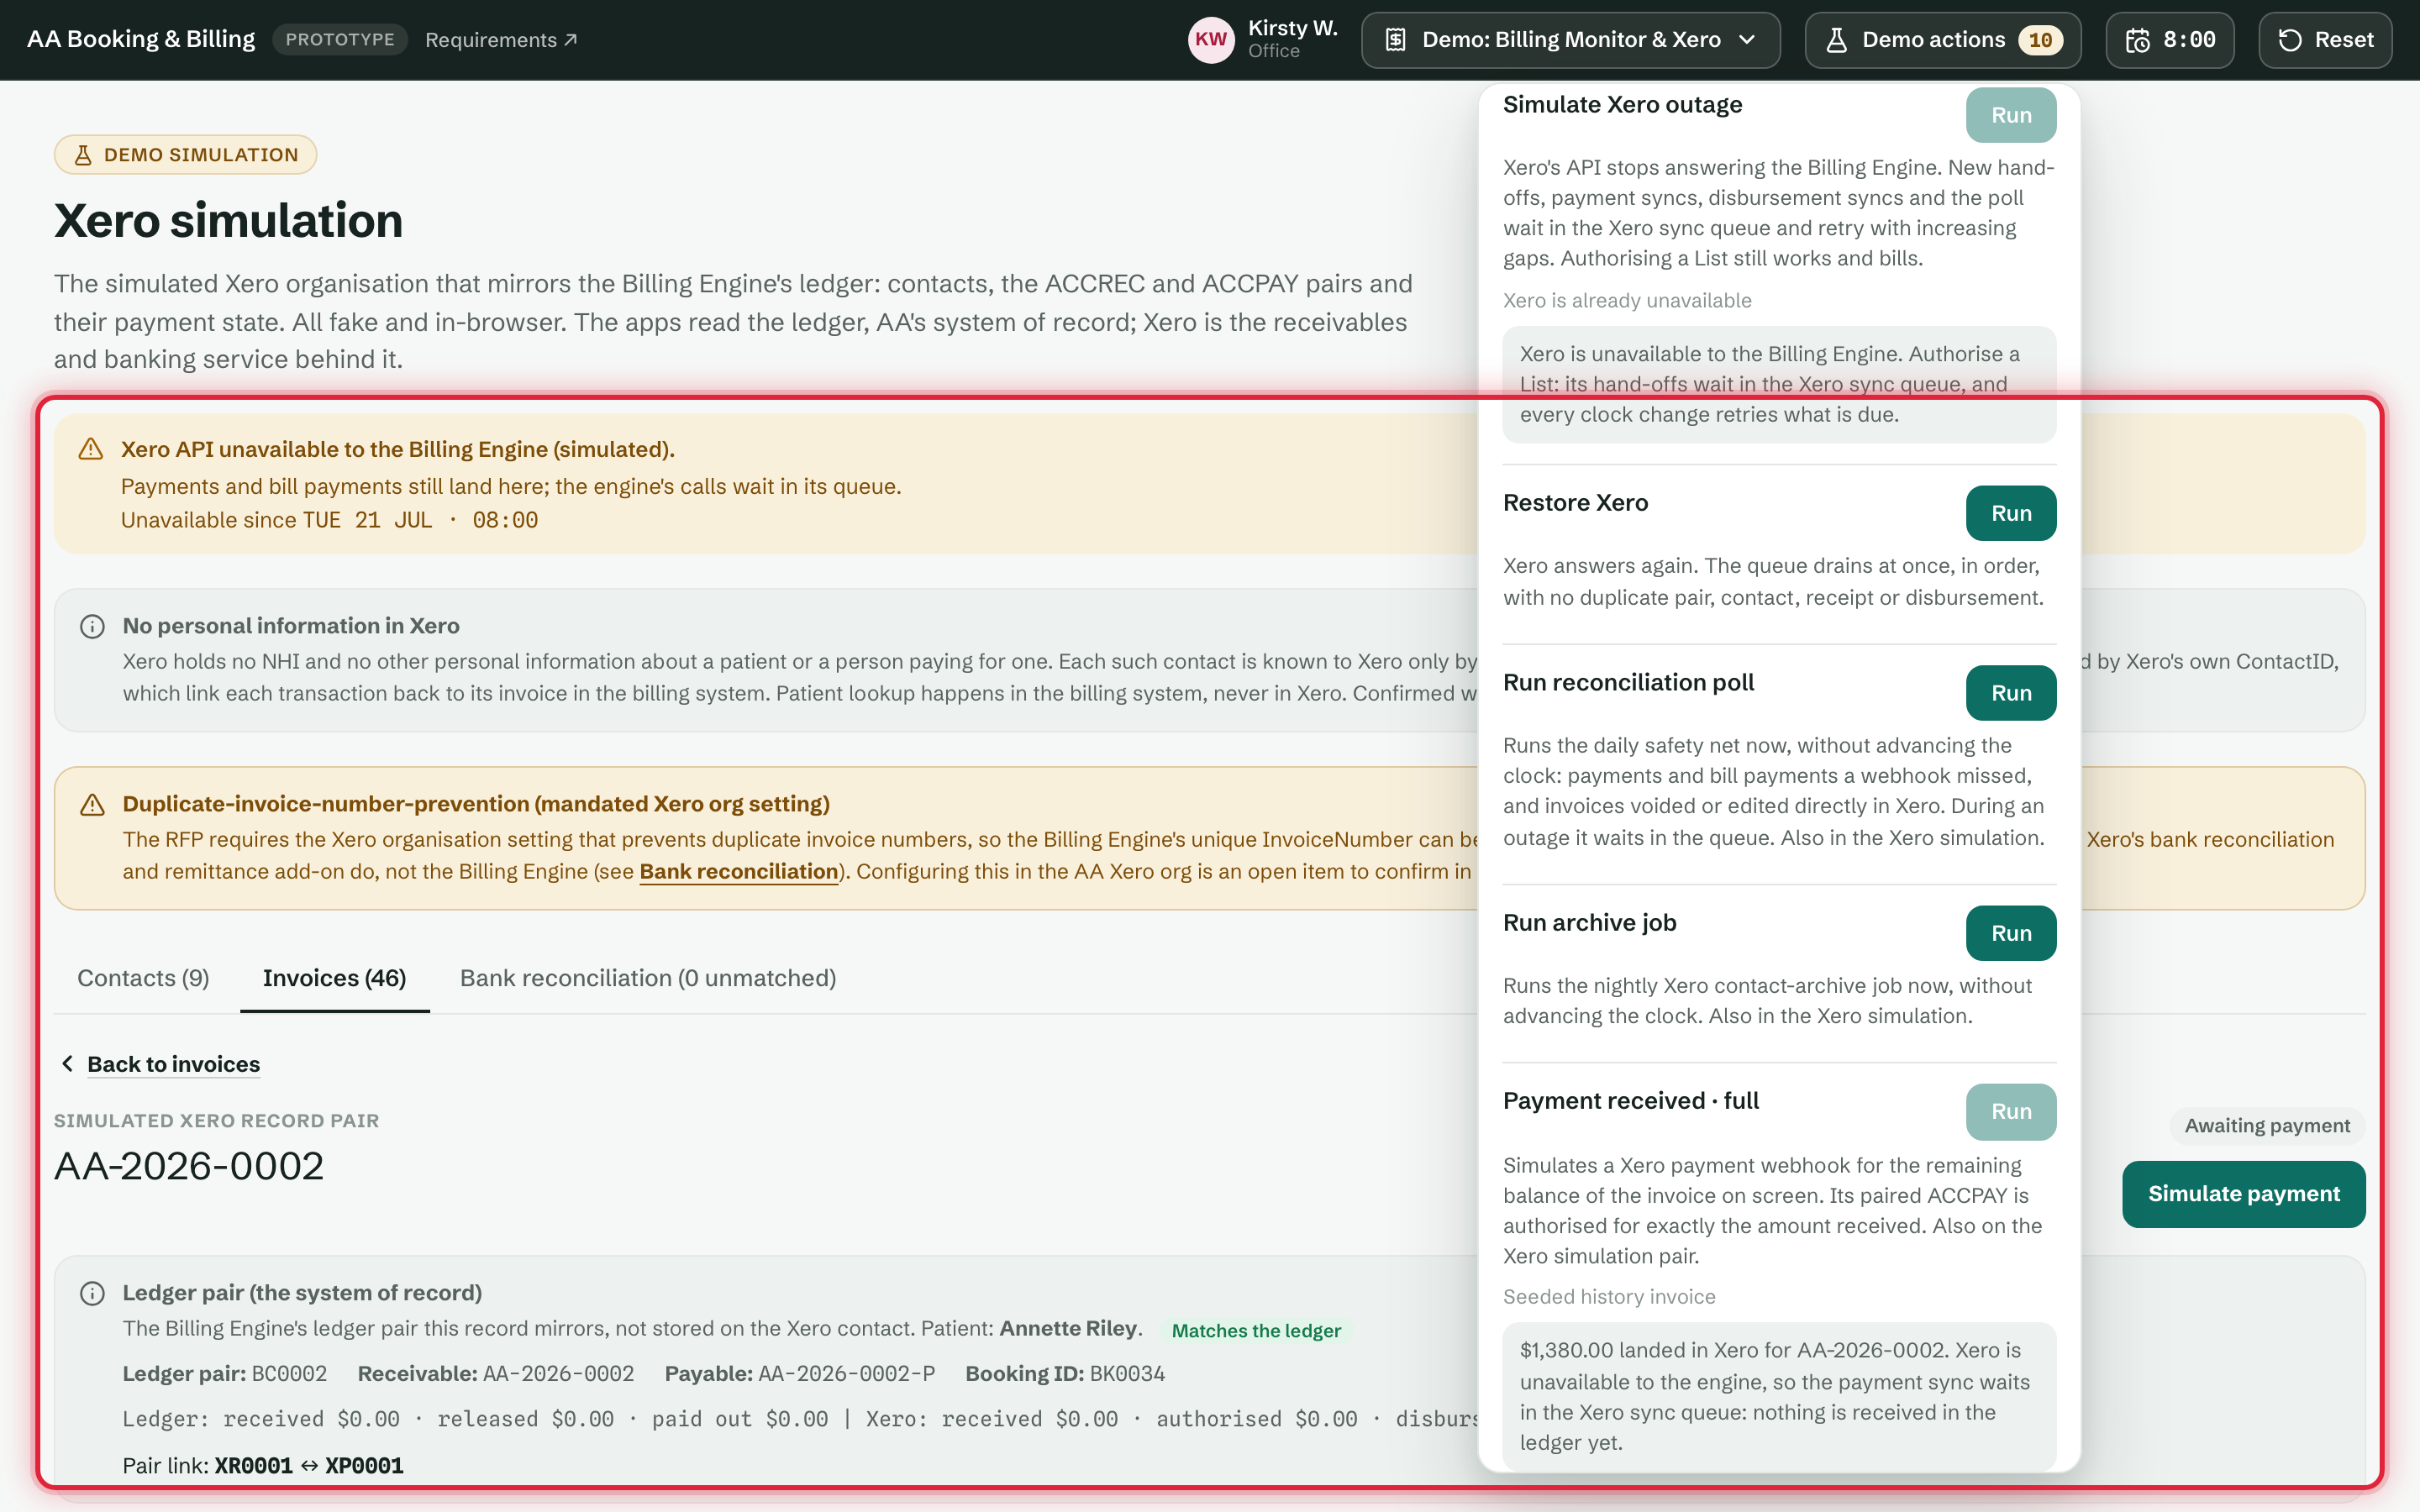 AA Booking & Billing
PROTOTYPE
Requirements ↗
KW
Kirsty W.
Office
Demo: Billing Monitor & Xero
Demo actions 10
8:00
Reset
DEMO SIMULATION
Xero simulation
The simulated Xero organisation that mirrors the Billing Engine's ledger: contacts, the ACCREC and ACCPAY pairs and
their payment state. All fake and in-browser. The apps read the ledger, AA's system of record; Xero is the receivables
and banking service behind it.
Xero API unavailable to the Billing Engine (simulated).
Payments and bill payments still land here; the engine's calls wait in its queue.
Unavailable since TUE 21 JUL · 08:00
No personal information in Xero
Xero holds no NHI and no other personal information about a patient or a person paying for one. Each such contact is known to Xero only by
d by Xero's own ContactID,
which link each transaction back to its invoice in the billing system. Patient lookup happens in the billing system, never in Xero. Confirmed w
Duplicate-invoice-number-prevention (mandated Xero org setting)
The RFP requires the Xero organisation setting that prevents duplicate invoice numbers, so the Billing Engine's unique InvoiceNumber can be
Xero's bank reconciliation
and remittance add-on do, not the Billing Engine (see Bank reconciliation). Configuring this in the AA Xero org is an open item to confirm in
Contacts (9)
Invoices (46)
Bank reconciliation (0 unmatched)
Back to invoices
SIMULATED XERO RECORD PAIR
AA-2026-0002
Awaiting payment
Simulate payment
Ledger pair (the system of record)
The Billing Engine's ledger pair this record mirrors, not stored on the Xero contact. Patient: Annette Riley. Matches the ledger
Ledger pair: BC0002 Receivable: AA-2026-0002 Payable: AA-2026-0002-P Booking ID: BK0034
Ledger: received $0.00 · released $0.00 · paid out $0.00 | Xero: received $0.00 · authorised $0.00 · disburs
Pair link: XR0001 ↔ XP0001
Simulate Xero outage
Run
Xero's API stops answering the Billing Engine. New hand-
offs, payment syncs, disbursement syncs and the poll
wait in the Xero sync queue and retry with increasing
gaps. Authorising a List still works and bills.
Xero is already unavailable
Xero is unavailable to the Billing Engine. Authorise a
List: its hand-offs wait in the Xero sync queue, and
every clock change retries what is due.
Restore Xero
Run
Xero answers again. The queue drains at once, in order,
with no duplicate pair, contact, receipt or disbursement.
Run reconciliation poll
Run
Runs the daily safety net now, without advancing the
clock: payments and bill payments a webhook missed,
and invoices voided or edited directly in Xero. During an
outage it waits in the queue. Also in the Xero simulation.
Run archive job
Run
Runs the nightly Xero contact-archive job now, without
advancing the clock. Also in the Xero simulation.
Payment received · full
Run
Simulates a Xero payment webhook for the remaining
balance of the invoice on screen. Its paired ACCPAY is
authorised for exactly the amount received. Also on the
Xero simulation pair.
Seeded history invoice
$1,380.00 landed in Xero for AA-2026-0002. Xero is
unavailable to the engine, so the payment sync waits
in the Xero sync queue: nothing is received in the
ledger yet.